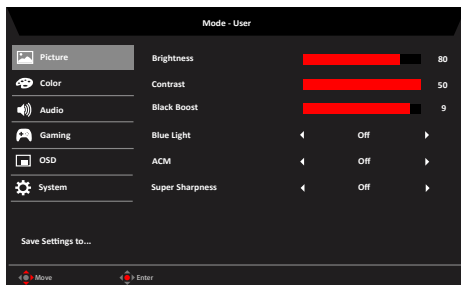 Mode - User
Picture
Brightness 80
Color
Contrast 50
Audio
Black Boost 9
Gaming
Blue Light Off
OSD
ACM Off
System
Super Sharpness Off
Save Settings to...
Move Enter